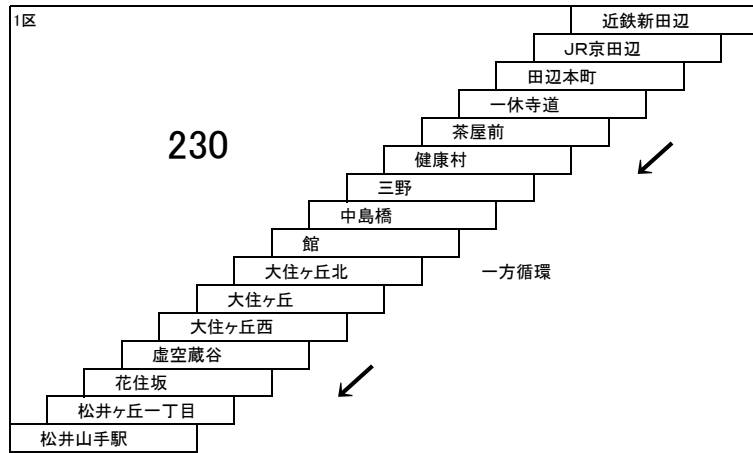 1区
近鉄新田辺
JR京田辺
田辺本町
一休寺道
230
茶屋前
健康村
三野
中島橋
館
大住ヶ丘北
一方循環
大住ヶ丘
大住ヶ丘西
虚空蔵谷
花住坂
松井ヶ丘一丁目
松井山手駅